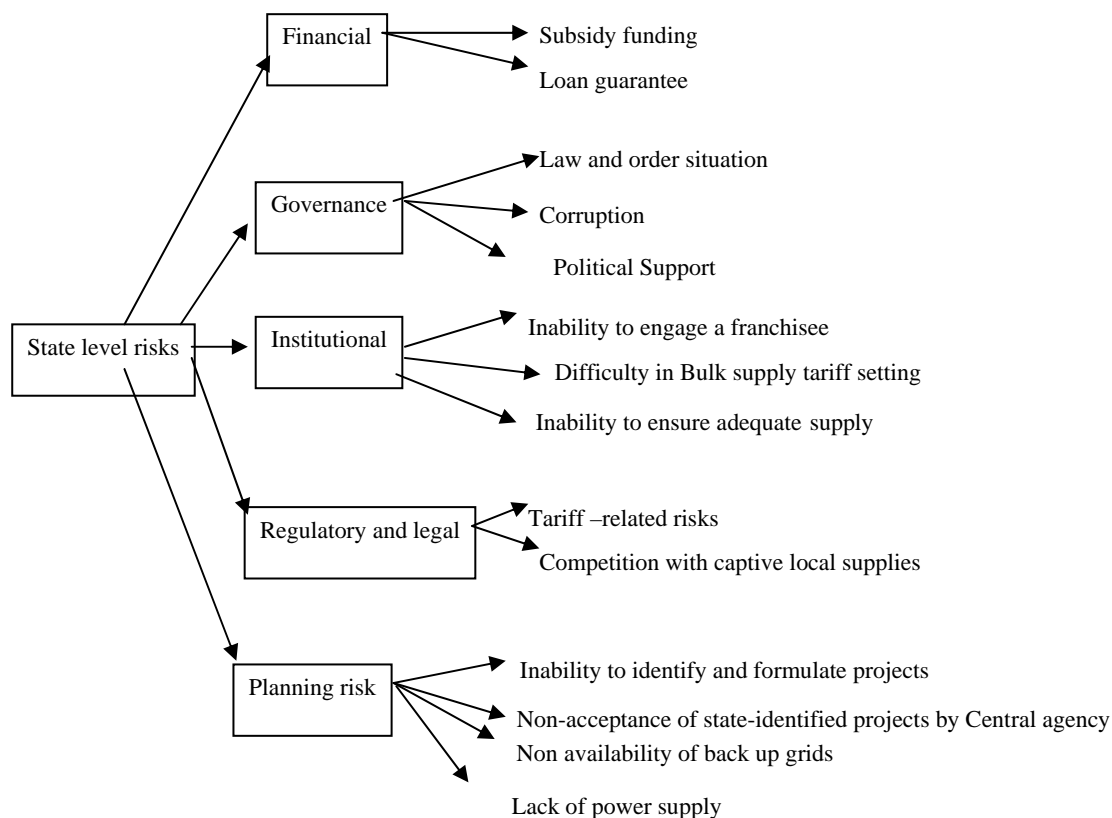 Financial
Subsidy funding
Loan guarantee
Law and order situation
Governance
Corruption
Political Support
State level risks
Institutional
Inability to engage a franchisee
Difficulty in Bulk supply tariff setting
Inability to ensure adequate supply
Regulatory and legal
Tariff –related risks
Competition with captive local supplies
Planning risk
Inability to identify and formulate projects
Non-acceptance of state-identified projects by Central agency
Non availability of back up grids
Lack of power supply